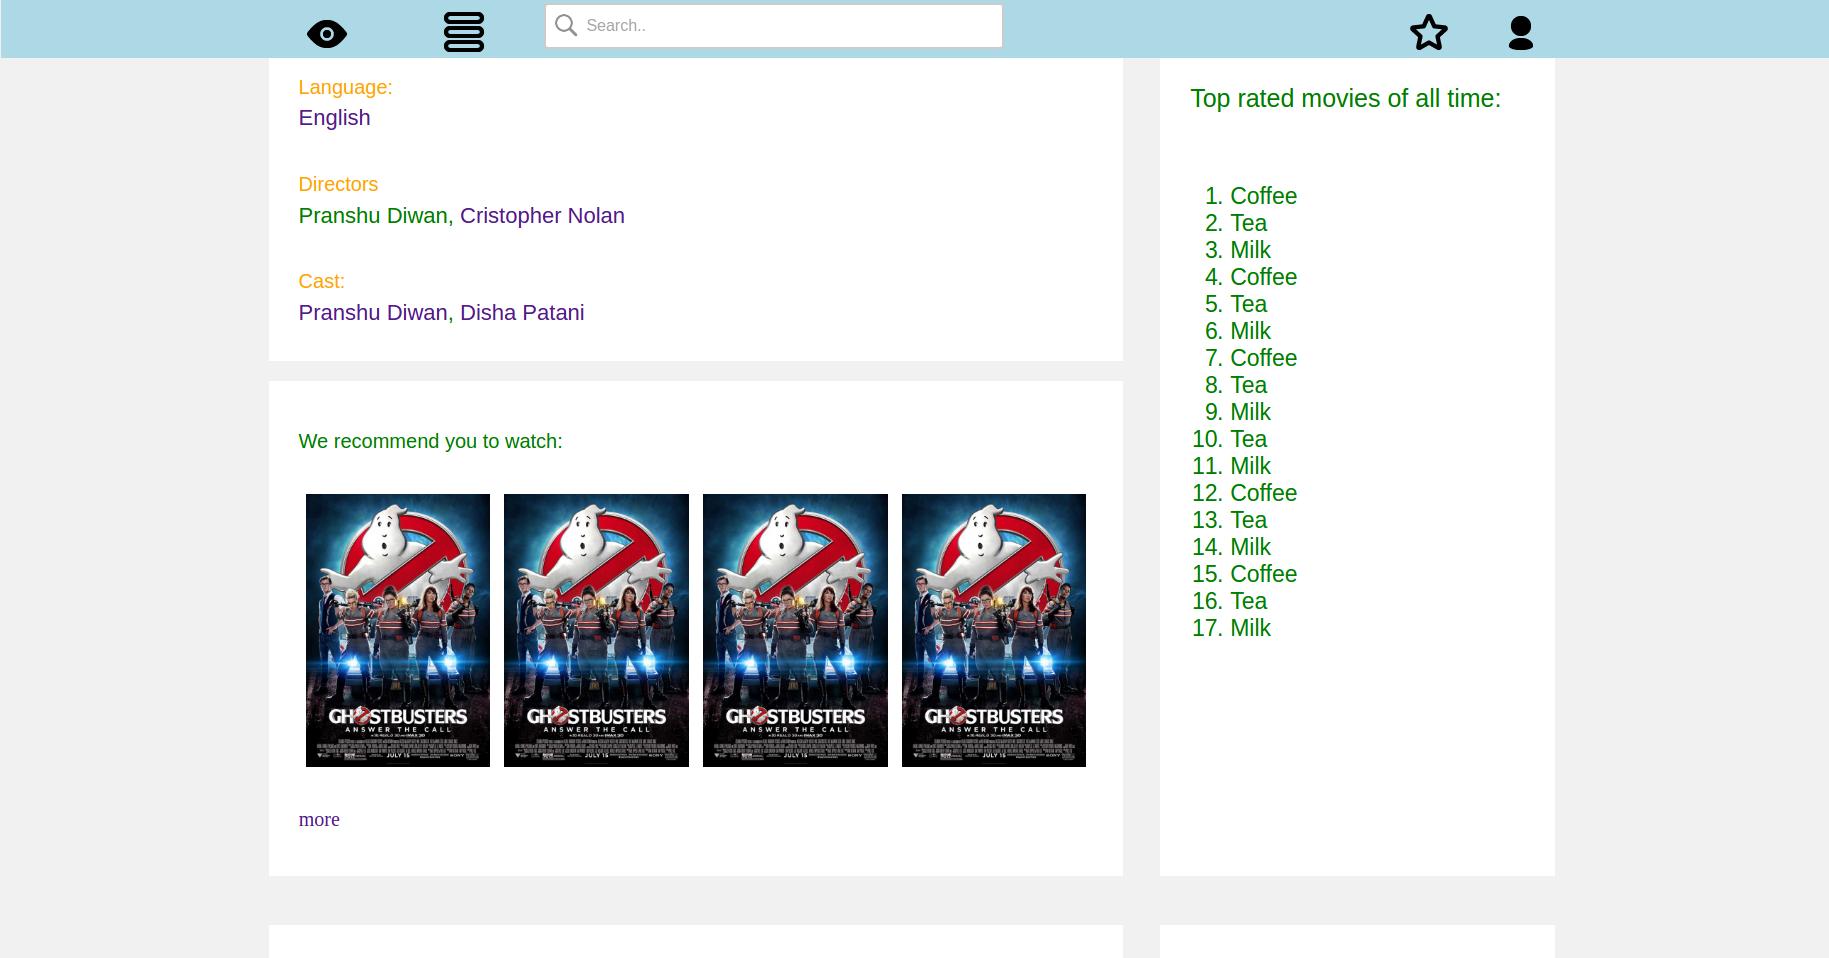 Search..
Language:
English
Directors
Pranshu Diwan, Cristopher Nolan
Cast:
Pranshu Diwan, Disha Patani
We recommend you to watch:
GHOSTBUSTERS
ANSWER THE CALL
JULY 15
GHOSTBUSTERS
ANSWER THE CALL
JULY 15
GHOSTBUSTERS
ANSWER THE CALL
JULY 15
GHOSTBUSTERS
ANSWER THE CALL
JULY 15
more
Top rated movies of all time:
1. Coffee
2. Tea
3. Milk
4. Coffee
5. Tea
6. Milk
7. Coffee
8. Tea
9. Milk
10. Tea
11. Milk
12. Coffee
13. Tea
14. Milk
15. Coffee
16. Tea
17. Milk